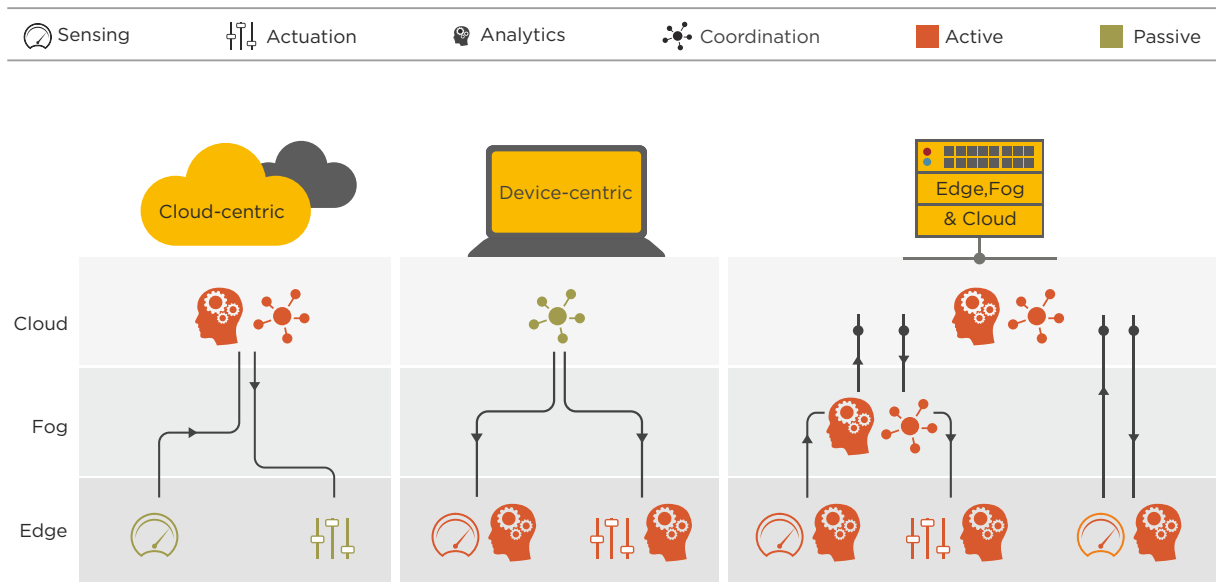 Sensing
Actuation
Analytics
Coordination
Active
Passive
Cloud-centric
Device-centric
Edge,Fog
& Cloud
Cloud
Fog
Edge